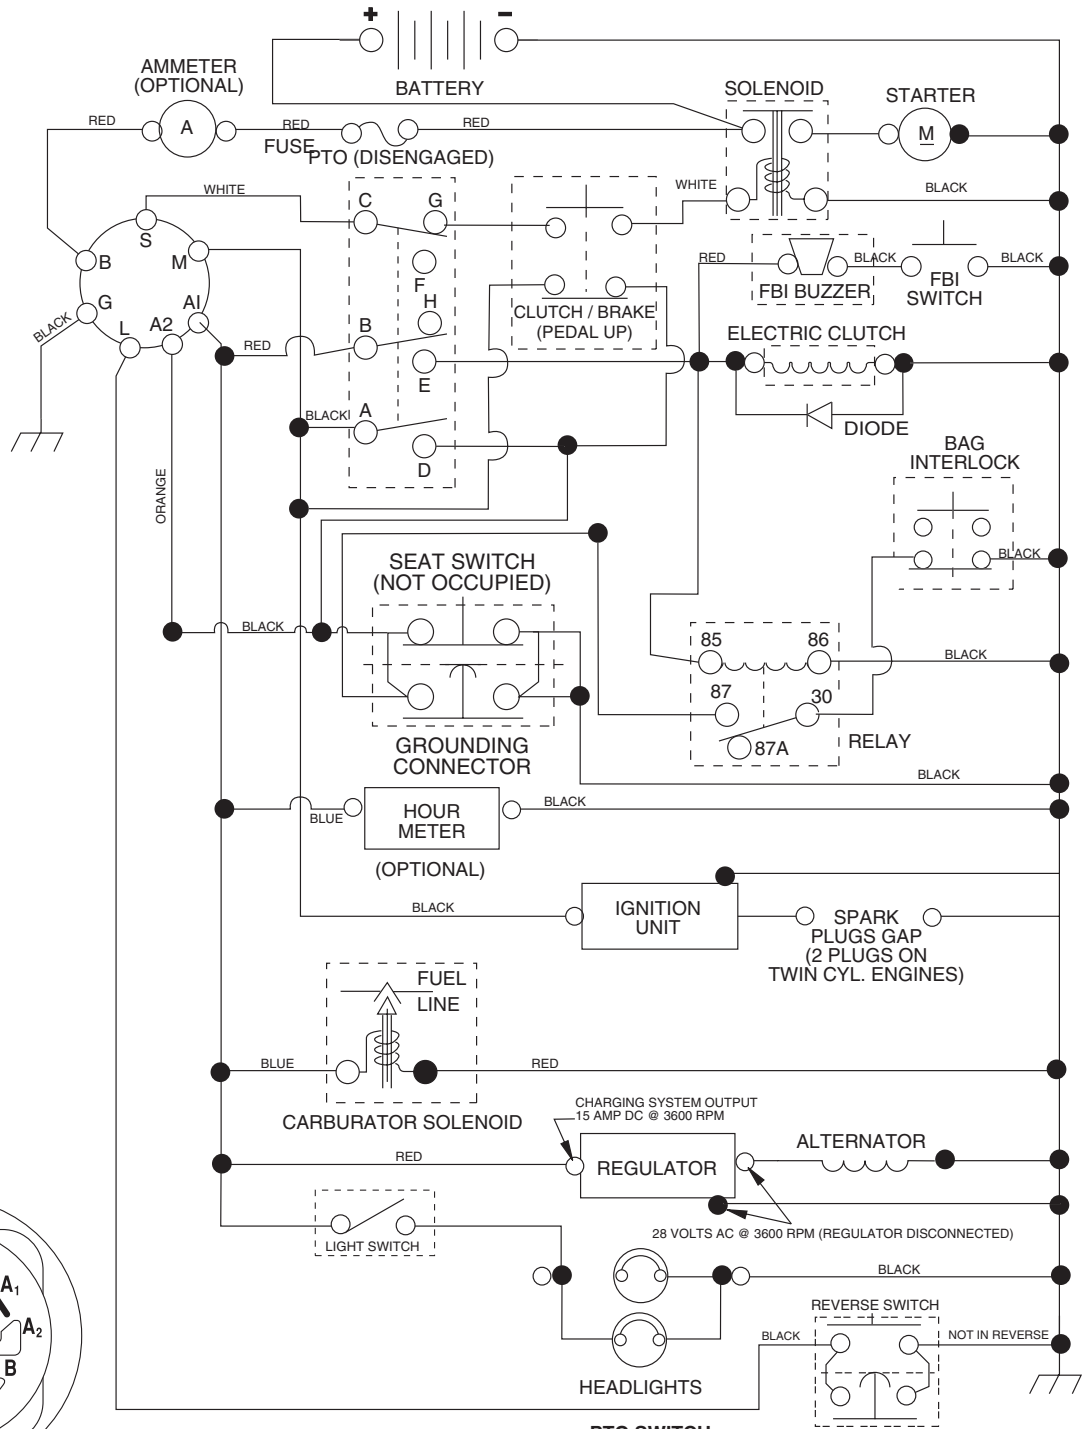 + -
AMMETER
(OPTIONAL)
BATTERY
SOLENOID
STARTER
RED
A
RED
FUSE
RED
PTO (DISENGAGED)
M
WHITE
WHITE
BLACK
C
G
S
B
M
F
H
RED
BLACK
BLACK
FBI BUZZER
FBI
SWITCH
CLUTCH / BRAKE
(PEDAL UP)
G
A1
A2
L
BLACK
RED
B
E
ELECTRIC CLUTCH
DIODE
BLACK
A
D
BAG
INTERLOCK
BLACK
ORANGE
SEAT SWITCH
(NOT OCCUPIED)
BLACK
85
86
BLACK
87
30
87A
RELAY
GROUNDING
CONNECTOR
BLACK
BLUE
HOUR
METER
BLACK
(OPTIONAL)
BLACK
IGNITION
UNIT
SPARK
PLUGS GAP
(2 PLUGS ON
TWIN CYL. ENGINES)
FUEL
LINE
BLUE
RED
CARBURATOR SOLENOID
CHARGING SYSTEM OUTPUT
15 AMP DC @ 3600 RPM
RED
REGULATOR
ALTERNATOR
28 VOLTS AC @ 3600 RPM (REGULATOR DISCONNECTED)
LIGHT SWITCH
BLACK
A1
A2
B
REVERSE SWITCH
BLACK
NOT IN REVERSE
HEADLIGHTS
PTO SWITCH